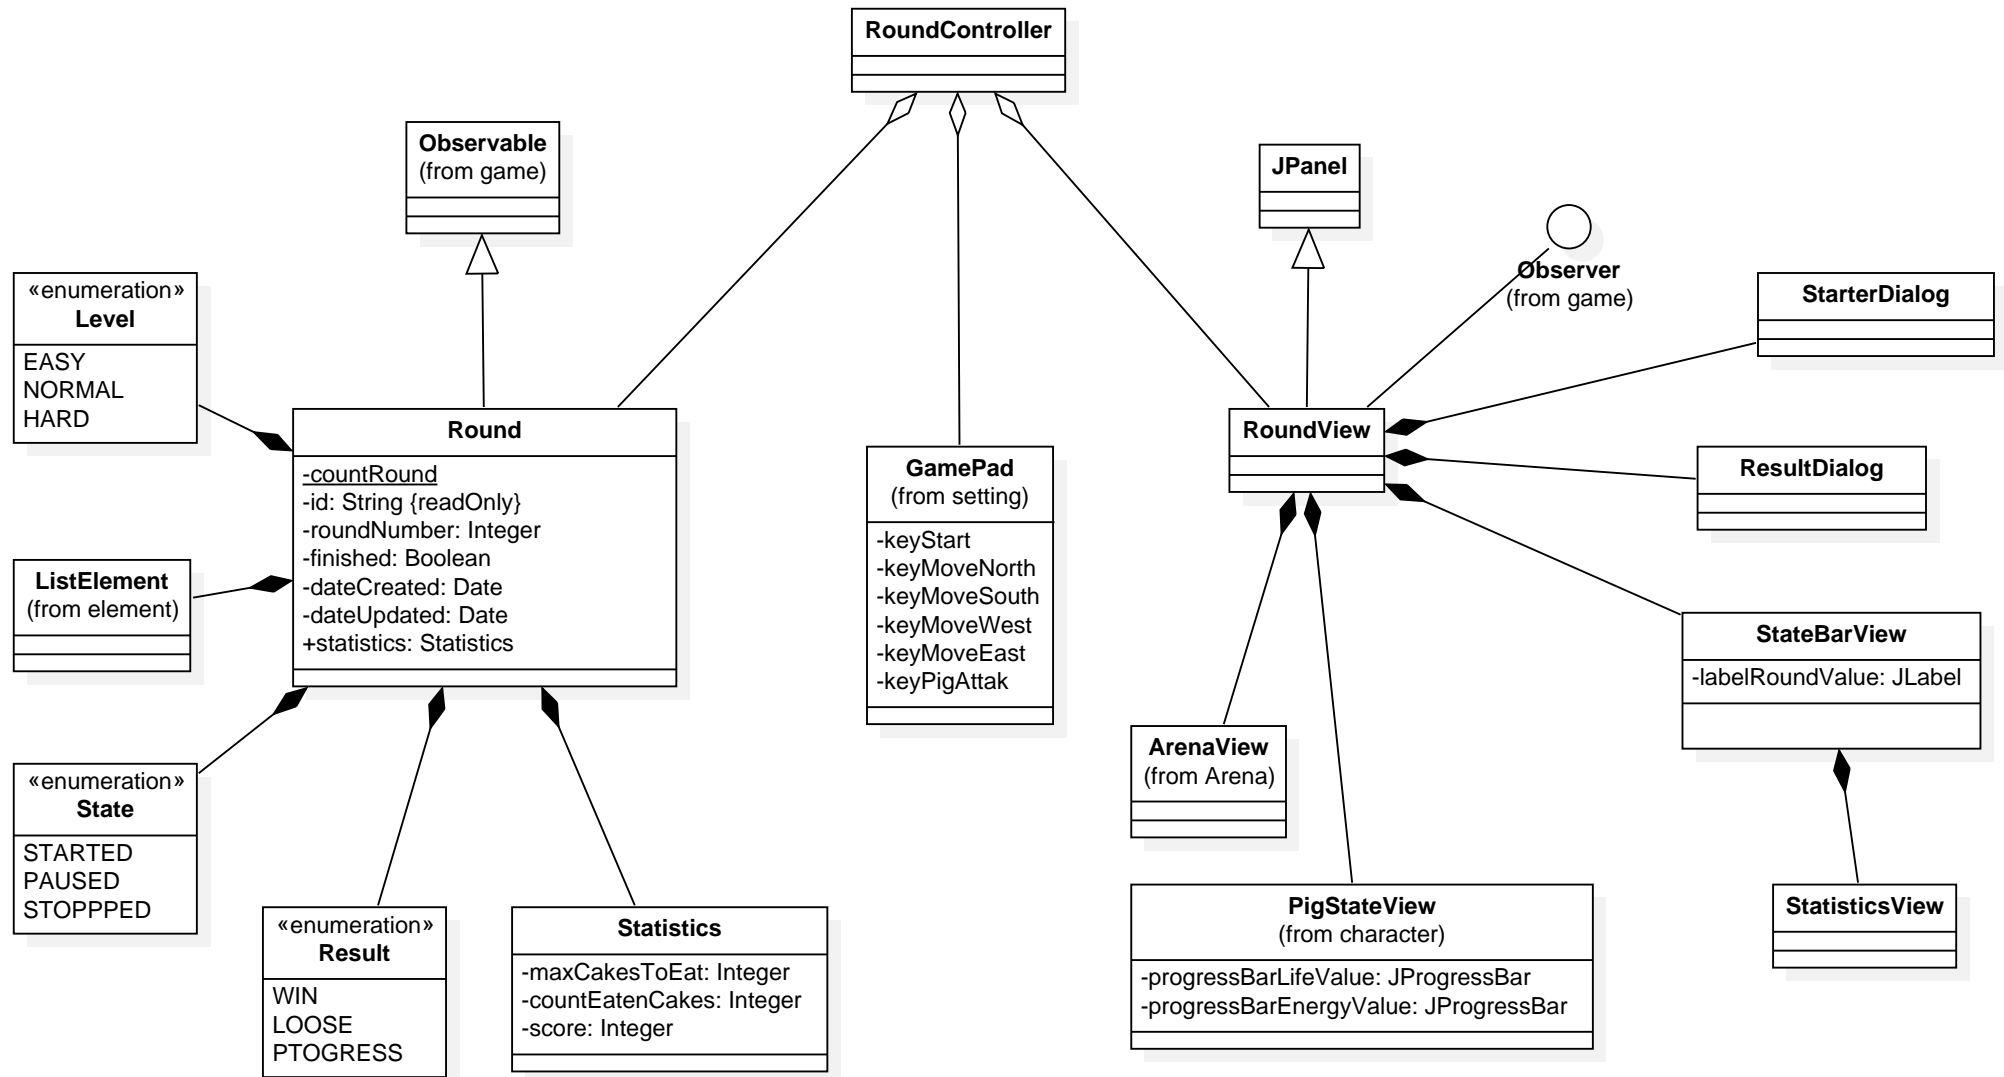 RoundController
Observable
(from game)
JPanel
Observer
(from game)
StarterDialog
«enumeration»
Level
EASY
NORMAL
HARD
Round
-countRound
-id: String {readOnly}
-roundNumber: Integer
-finished: Boolean
-dateCreated: Date
-dateUpdated: Date
+statistics: Statistics
GamePad
(from setting)
-keyStart
-keyMoveNorth
-keyMoveSouth
-keyMoveWest
-keyMoveEast
-keyPigAttak
RoundView
ResultDialog
ListElement
(from element)
StateBarView
-labelRoundValue: JLabel
ArenaView
(from Arena)
«enumeration»
State
STARTED
PAUSED
STOPPPED
«enumeration»
Result
WIN
LOOSE
PTOGRESS
Statistics
-maxCakesToEat: Integer
-countEatenCakes: Integer
-score: Integer
PigStateView
(from character)
-progressBarLifeValue: JProgressBar
-progressBarEnergyValue: JProgressBar
StatisticsView